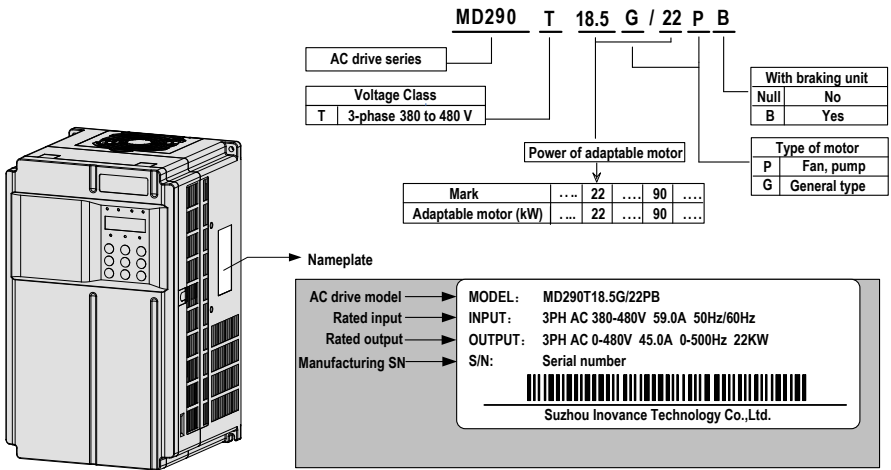 MD290 T 18.5 G / 22 P B
AC drive series
Voltage Class
T 3-phase 380 to 480 V
With braking unit
Null No
B Yes
Power of adaptable motor
Type of motor
P Fan, pump
G General type
Mark .... 22 .... 90 ....
Adaptable motor (kW) .... 22 .... 90 ....
Nameplate
AC drive model MODEL: MD290T18.5G/22PB
Rated input INPUT: 3PH AC 380-480V 59.0A 50Hz/60Hz
Rated output OUTPUT: 3PH AC 0-480V 45.0A 0-500Hz 22KW
Manufacturing SN S/N: Serial number
Suzhou Inovance Technology Co.,Ltd.